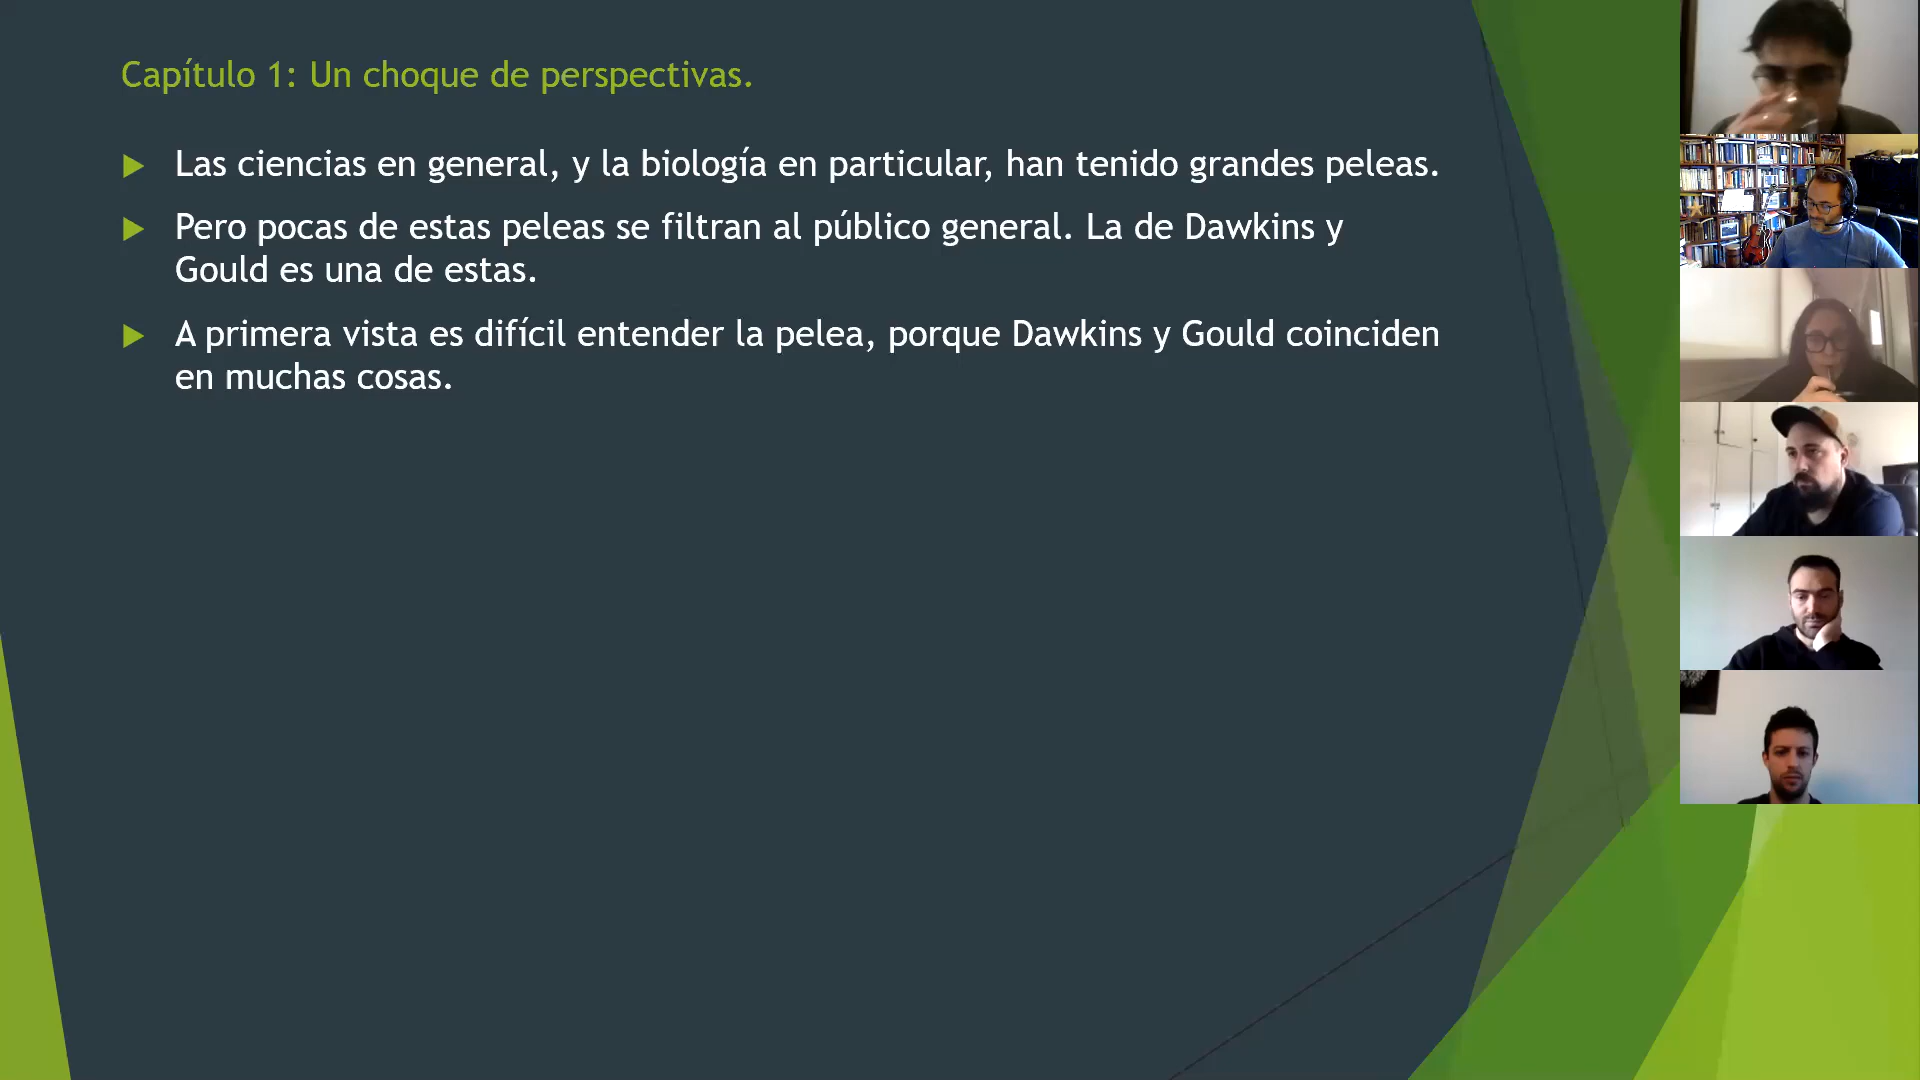 Capítulo 1: Un choque de perspectivas.
Las ciencias en general, y la biología en particular, han tenido grandes peleas.
Pero pocas de estas peleas se filtran al público general. La de Dawkins y
Gould es una de estas.
A primera vista es difícil entender la pelea, porque Dawkins y Gould coinciden
en muchas cosas.